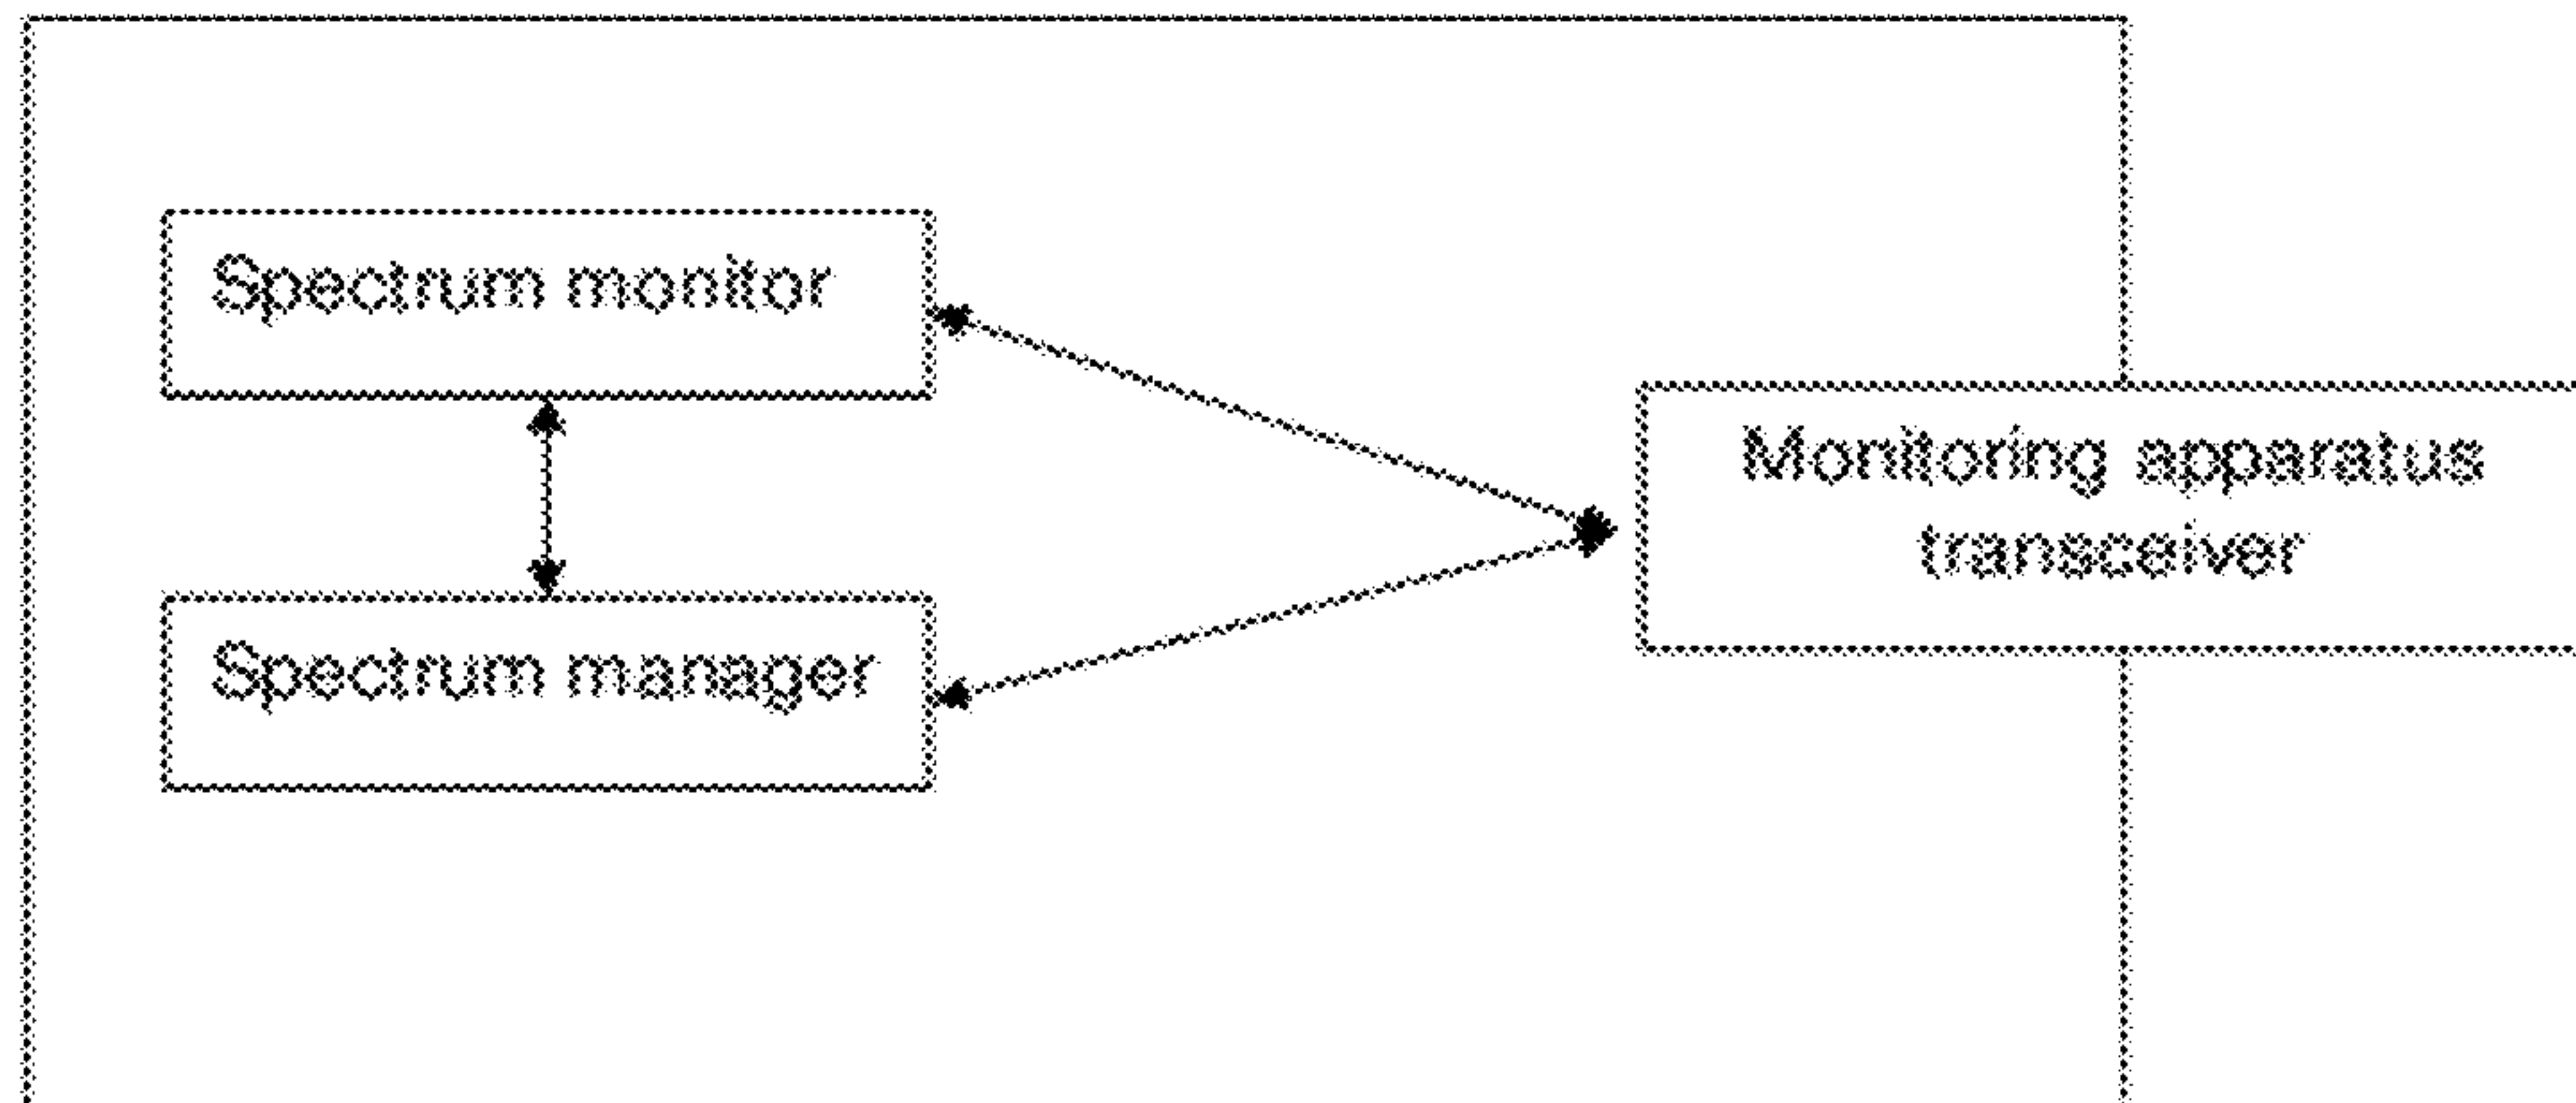 Spectrum monitor
Monitoring apparatus
transceiver
Spectrum manager